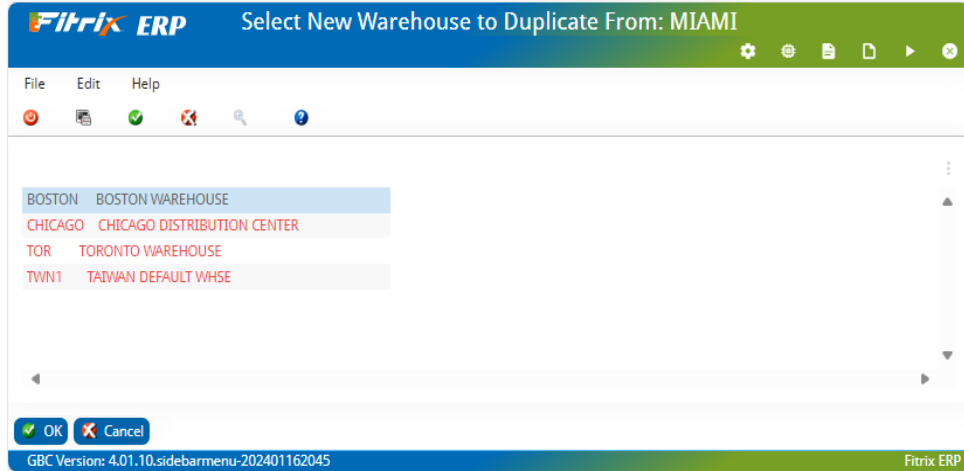 Fitrix ERP Select New Warehouse to Duplicate From: MIAMI
File Edit Help
BOSTON BOSTON WAREHOUSE
CHICAGO CHICAGO DISTRIBUTION CENTER
TOR TORONTO WAREHOUSE
TWN1 TAIWAN DEFAULT WHSE
OK Cancel
GBC Version: 4.01.10.sidebarmenu-202401162045 Fitrix ERP